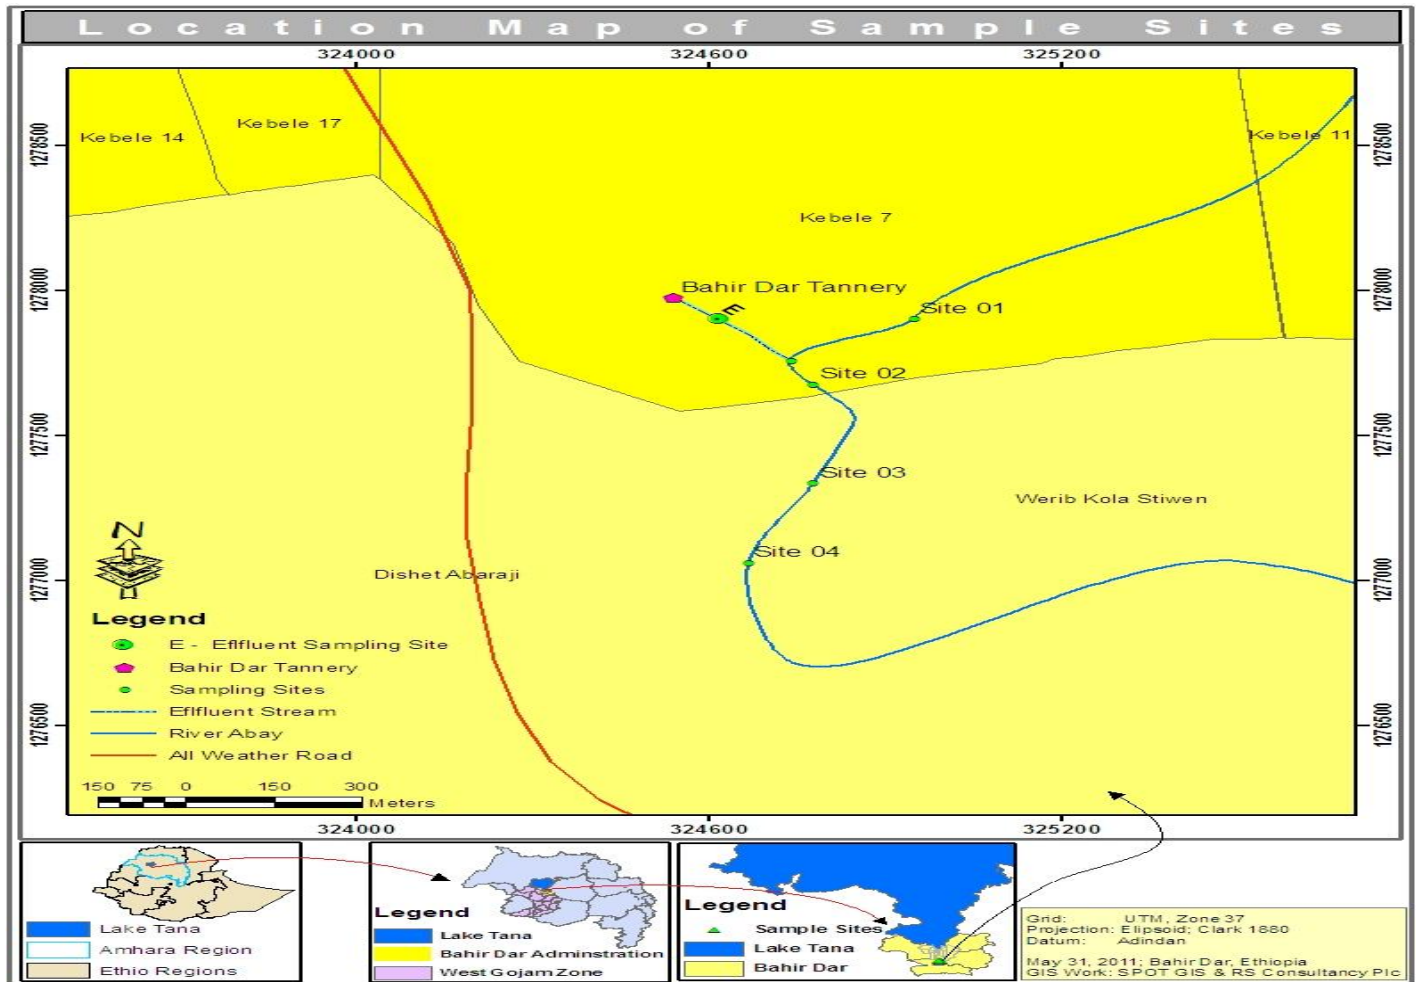 Location Map of Sample Sites
324000 324600 325200
Kebele 14
Kebele 17
Kebele 11
1278500 1278500
Kebele 7
1278000 1278000
Bahir Dar Tannery
E
Site 01
Site 02
1277500 1277500
Site 03
Werib Kola Stiwen
Site 04
N
1277000 1277000
Dishet Abaraji
Legend
E - Eflfluent Sampling Site
Bahir Dar Tannery
Sampling Sites
Eflfluent Stream
River Abay
All Weather Road
1276500 1276500
150 75 0 150 300
Meters
324000 324600 325200
Lake Tana
Amhara Region
Ethio Regions
Legend
Lake Tana
Bahir Dar Adminstration
West Gojam Zone
Legend
Sample Sites
Lake Tana
Bahir Dar
Grid: UTM, Zone 37
Projection: Elipsoid; Clark 1880
Datum: Adindan
May 31, 2011; Bahir Dar, Ethiopia
GIS Work: SPOT GIS & RS Consultancy Plc